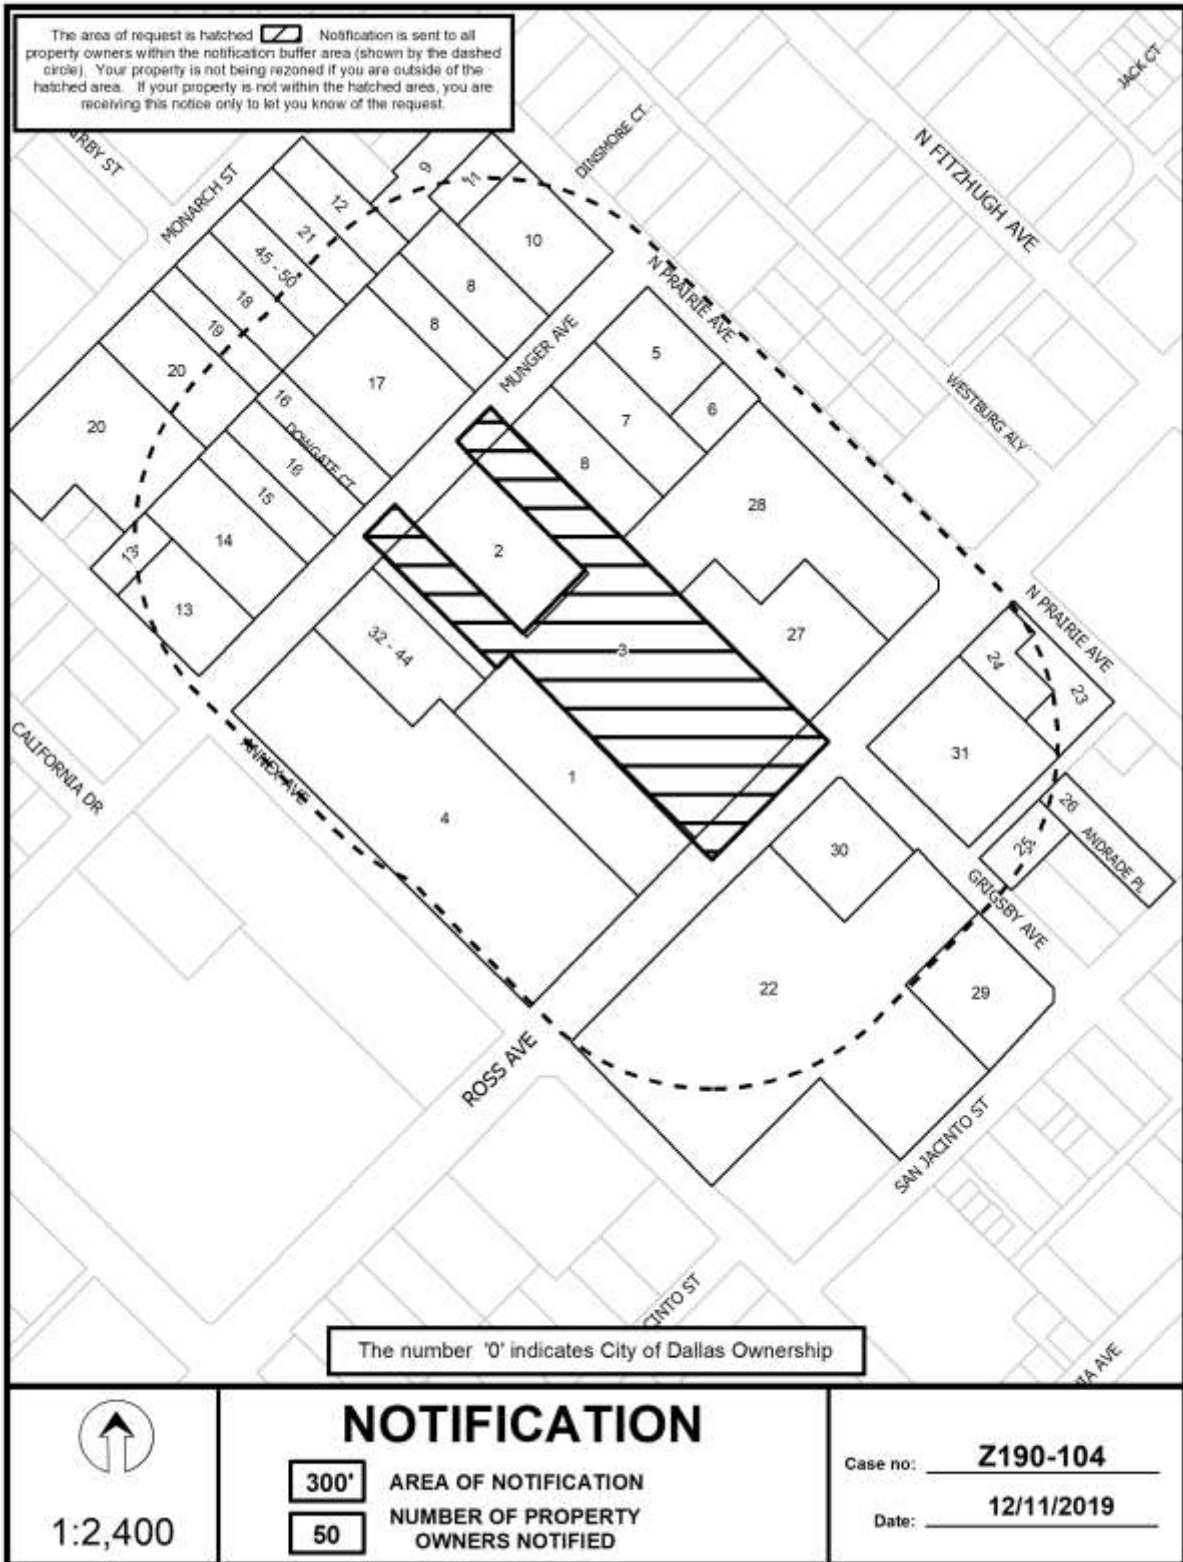 The area of request is hatched Notification is sent to all
property owners within the notification buffer area (shown by the dashed
circle). Your property is not being rezoned if you are outside of the
hatched area. If your property is not within the hatched area, you are
receiving this notice only to let you know of the request.
JACK CT
N FITZHUGH AVE
DINSMORE CT
IRBY ST
MONARCH ST
9
11
12
10
21
45 - 50
8
18
8
N PRAIRIE AVE
19
MUNGER AVE
5
20
17
6
WESTBURG ALY
16
7
20
DOWGATE CT
16
8
15
28
14
2
13
13
N PRAIRIE AVE
27
32 - 44
3
24
23
CALIFORNIA DR
ANNEX AVE
31
1
26
ANDRADE PL
4
25
30
GRIGSBY AVE
22
29
ROSS AVE
SAN JACINTO ST
CINTO ST
The number '0' indicates City of Dallas Ownership
IA AVE
1:2,400
NOTIFICATION
300' AREA OF NOTIFICATION
50 NUMBER OF PROPERTY
OWNERS NOTIFIED
Case no: Z190-104
Date: 12/11/2019